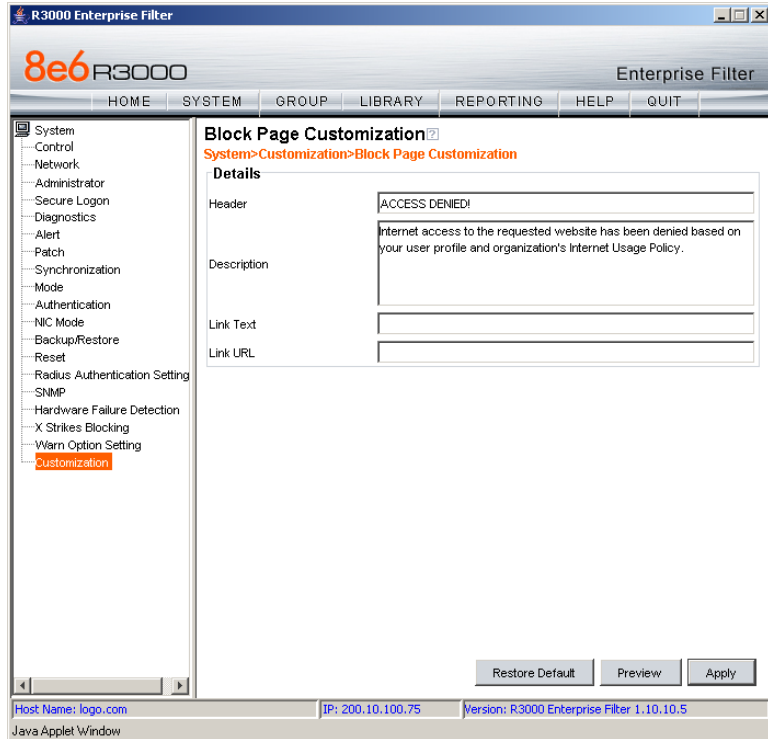 R3000 Enterprise Filter
8e6 R3000
Enterprise Filter
HOME SYSTEM GROUP LIBRARY REPORTING HELP QUIT
System
Control
Network
Administrator
Secure Logon
Diagnostics
Alert
Patch
Synchronization
Mode
Authentication
NIC Mode
Backup/Restore
Reset
Radius Authentication Setting
SNMP
Hardware Failure Detection
X Strikes Blocking
Warn Option Setting
Customization
Block Page Customization?
System>Customization>Block Page Customization
Details
Header
ACCESS DENIED!
Description
Internet access to the requested website has been denied based on
your user profile and organization's Internet Usage Policy.
Link Text
Link URL
Restore Default
Preview
Apply
Host Name: logo.com
IP: 200.10.100.75
Version: R3000 Enterprise Filter 1.10.10.5
Java Applet Window